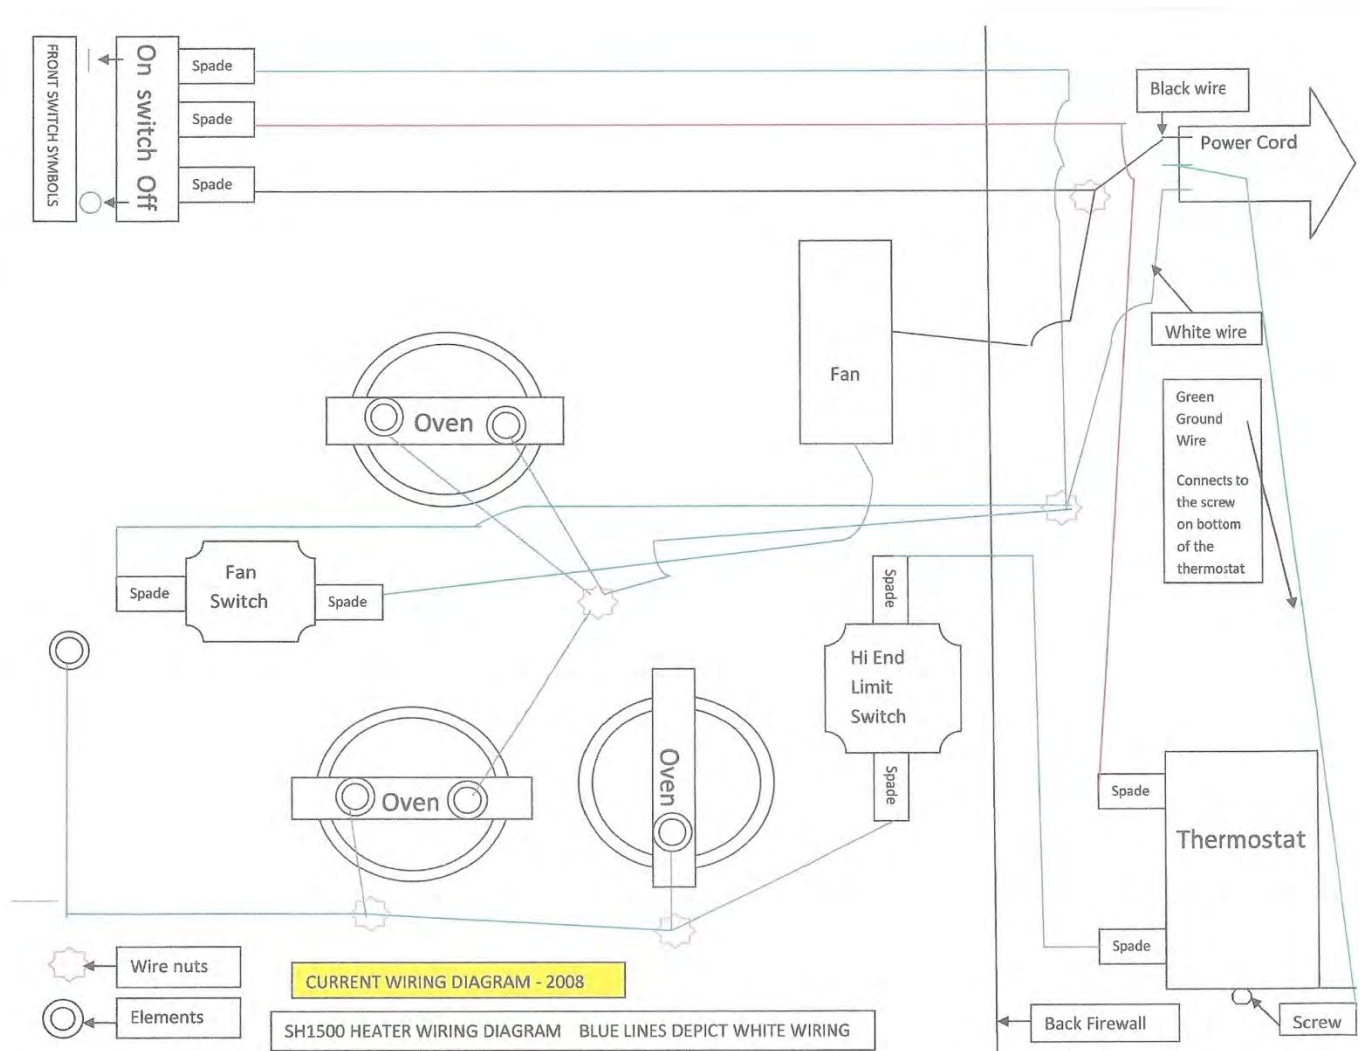 FRONT SWITCH SYMBOLS
On switch Off
Spade
Spade
Spade
Black wire
Power Cord
White wire
Fan
Oven
Green
Ground
Wire
Connects to
the screw
on bottom
of the
thermostat
Fan
Switch
Spade
Spade
Spade
Hi End
Limit
Switch
Spade
Oven
Oven
Spade
Thermostat
Spade
Wire nuts
Elements
CURRENT WIRING DIAGRAM - 2008
SH1500 HEATER WIRING DIAGRAM BLUE LINES DEPICT WHITE WIRING
Back Firewall
Screw